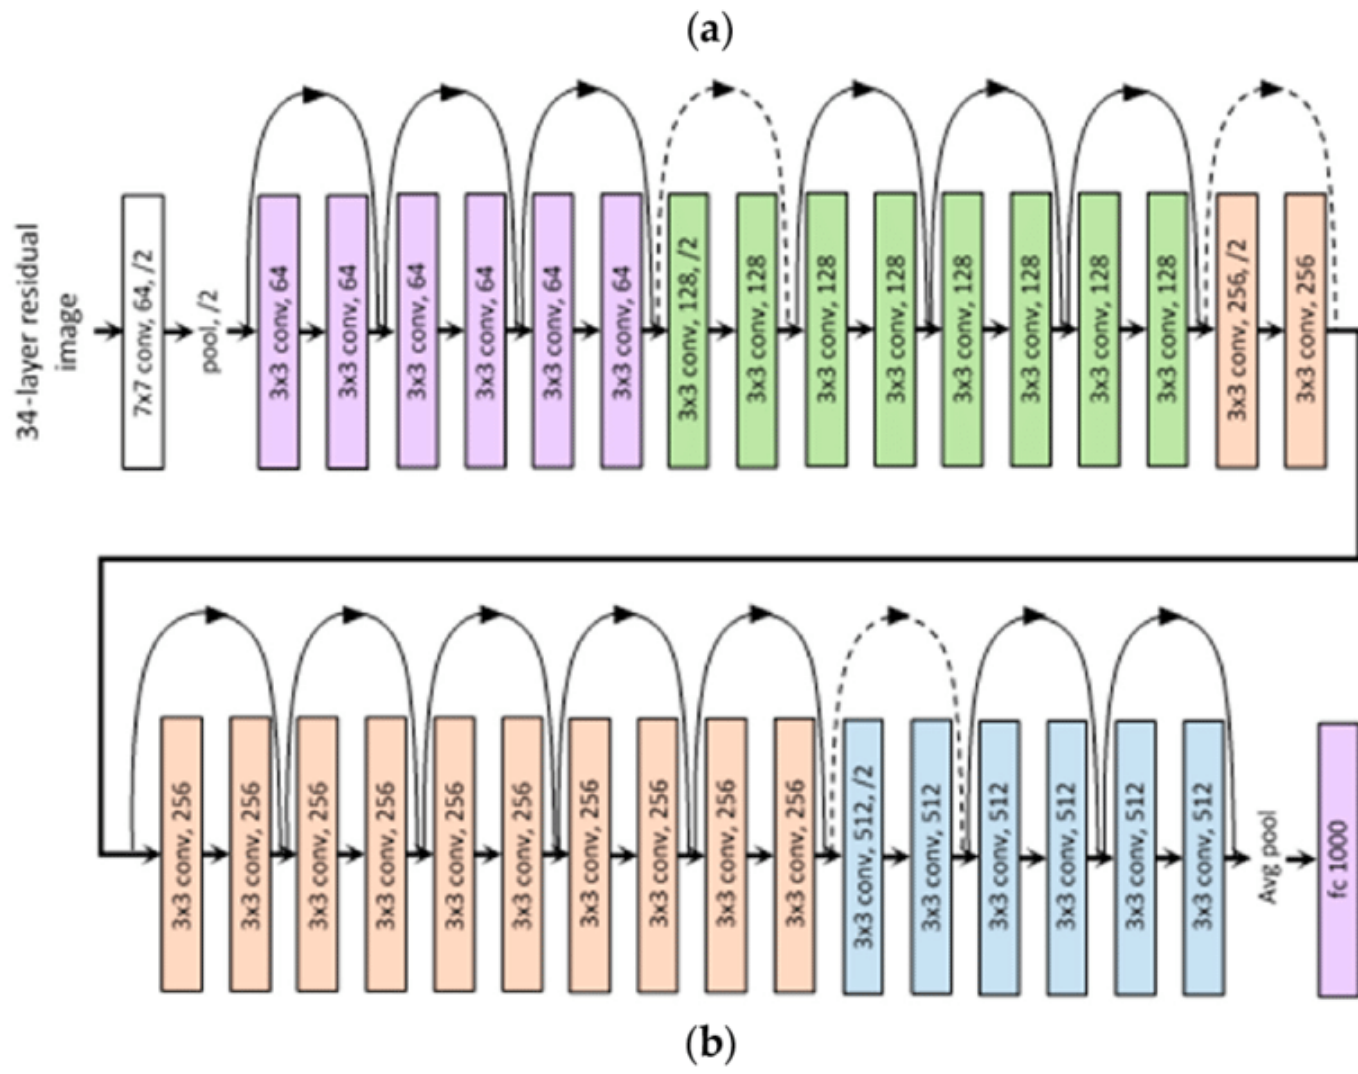 (a)
34-layer residual
image
7x7 conv, 64, /2
pool, /2
3x3 conv, 64
3x3 conv, 64
3x3 conv, 64
3x3 conv, 64
3x3 conv, 64
3x3 conv, 64
3x3 conv, 128, /2
3x3 conv, 128
3x3 conv, 128
3x3 conv, 128
3x3 conv, 128
3x3 conv, 128
3x3 conv, 128
3x3 conv, 128
3x3 conv, 256, /2
3x3 conv, 256
3x3 conv, 256
3x3 conv, 256
3x3 conv, 256
3x3 conv, 256
3x3 conv, 256
3x3 conv, 256
3x3 conv, 256
3x3 conv, 256
3x3 conv, 256
3x3 conv, 256
3x3 conv, 512, /2
3x3 conv, 512
3x3 conv, 512
3x3 conv, 512
3x3 conv, 512
3x3 conv, 512
Avg pool
fc 1000
(b)